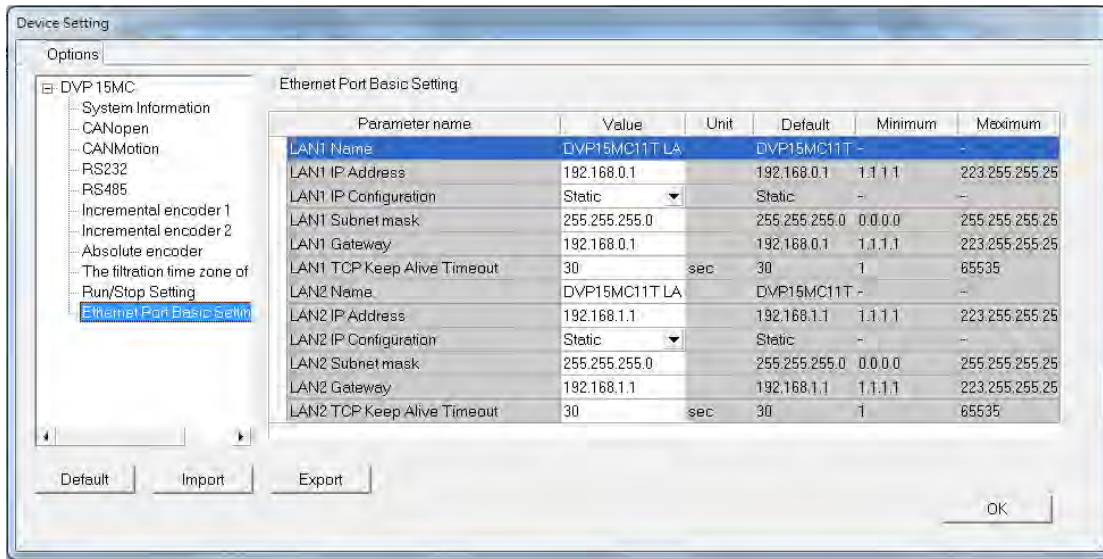 Device Setting
Options
DVP 15MC
System Information
CANopen
CANMotion
RS232
RS485
Incremental encoder 1
Incremental encoder 2
Absolute encoder
The filtration time zone of
Run/Stop Setting
Ethernet Port Basic Settin
Ethernet Port Basic Setting
Parameter name Value Unit Default Minimum Maximum
LAN1 Name DVP15MC11T LA DVP15MC11T - -
LAN1 IP Address 192.168.0.1 192.168.0.1 1.1.1.1 223.255.255.25
LAN1 IP Configuration Static Static - -
LAN1 Subnet mask 255.255.255.0 255.255.255.0 0.0.0.0 255.255.255.25
LAN1 Gateway 192.168.0.1 192.168.0.1 1.1.1.1 223.255.255.25
LAN1 TCP Keep Alive Timeout 30 sec 30 1 65535
LAN2 Name DVP15MC11T LA DVP15MC11T - -
LAN2 IP Address 192.168.1.1 192.168.1.1 1.1.1.1 223.255.255.25
LAN2 IP Configuration Static Static - -
LAN2 Subnet mask 255.255.255.0 255.255.255.0 0.0.0.0 255.255.255.25
LAN2 Gateway 192.168.1.1 192.168.1.1 1.1.1.1 223.255.255.25
LAN2 TCP Keep Alive Timeout 30 sec 30 1 65535
Default Import Export
OK